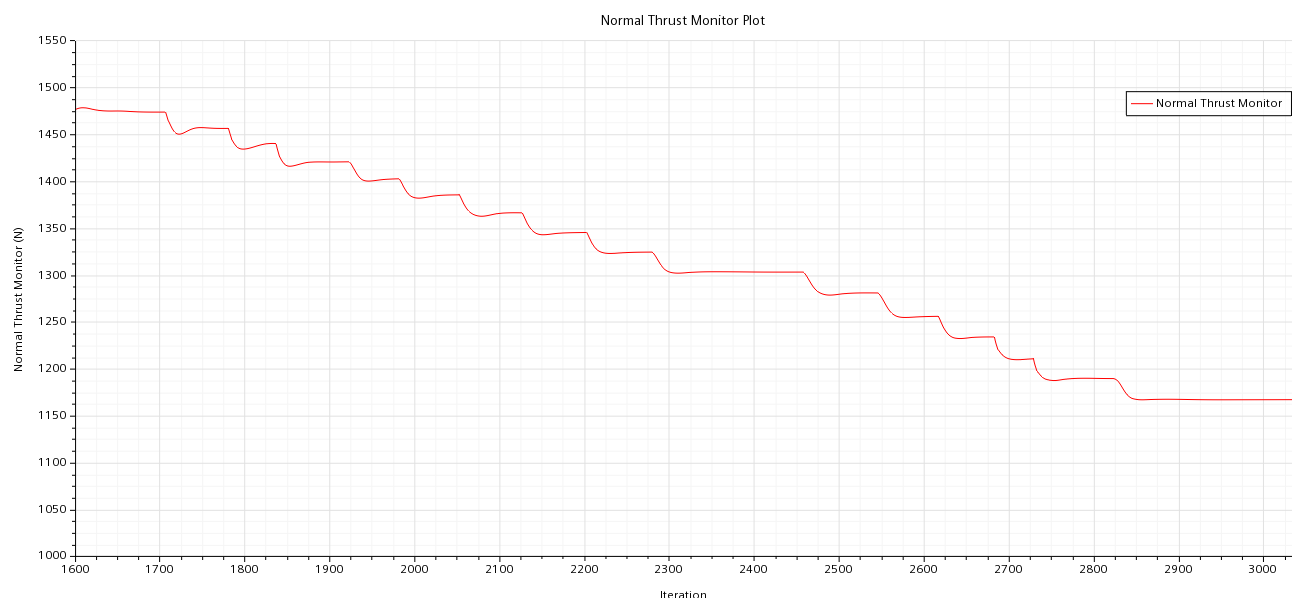 Normal Thrust Monitor Plot
1550
1500
1450
1400
1350
1300
1250
1200
1150
1100
1050
1000
Normal Thrust Monitor (N)
Normal Thrust Monitor
1600 1700 1800 1900 2000 2100 2200 2300 2400 2500 2600 2700 2800 2900 3000
Iteration